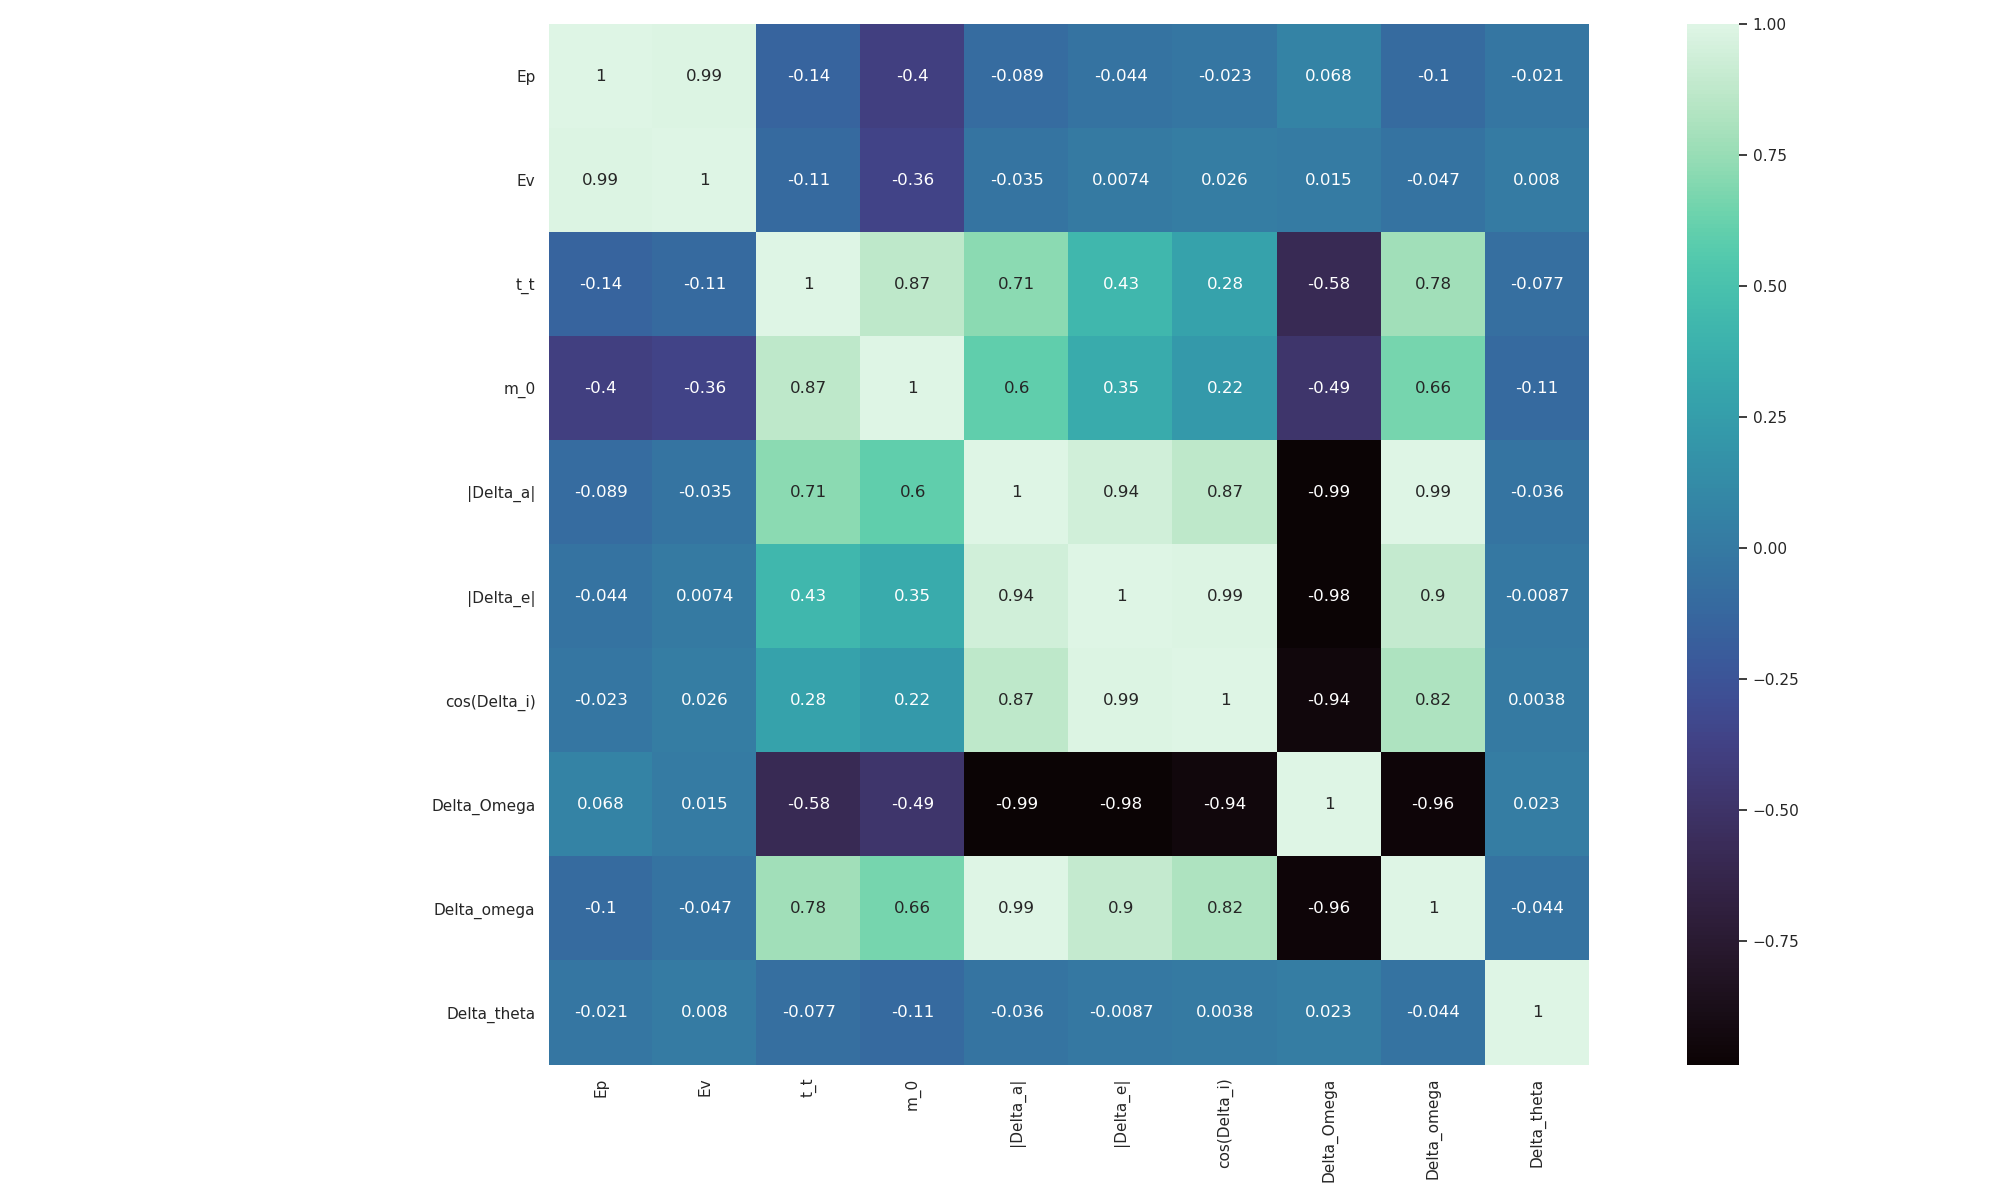 Ep 1 0.99 -0.14 -0.4 -0.089 -0.044 -0.023 0.068 -0.1 -0.021
Ev 0.99 1 -0.11 -0.36 -0.035 0.0074 0.026 0.015 -0.047 0.008
t_t -0.14 -0.11 1 0.87 0.71 0.43 0.28 -0.58 0.78 -0.077
m_0 -0.4 -0.36 0.87 1 0.6 0.35 0.22 -0.49 0.66 -0.11
|Delta_a| -0.089 -0.035 0.71 0.6 1 0.94 0.87 -0.99 0.99 -0.036
|Delta_e| -0.044 0.0074 0.43 0.35 0.94 1 0.99 -0.98 0.9 -0.0087
cos(Delta_i) -0.023 0.026 0.28 0.22 0.87 0.99 1 -0.94 0.82 0.0038
Delta_Omega 0.068 0.015 -0.58 -0.49 -0.99 -0.98 -0.94 1 -0.96 0.023
Delta_omega -0.1 -0.047 0.78 0.66 0.99 0.9 0.82 -0.96 1 -0.044
Delta_theta -0.021 0.008 -0.077 -0.11 -0.036 -0.0087 0.0038 0.023 -0.044 1
Ep Ev t_t m_0 |Delta_a| |Delta_e| cos(Delta_i) Delta_Omega Delta_omega Delta_theta
1.00
0.75
0.50
0.25
0.00
−0.25
−0.50
−0.75